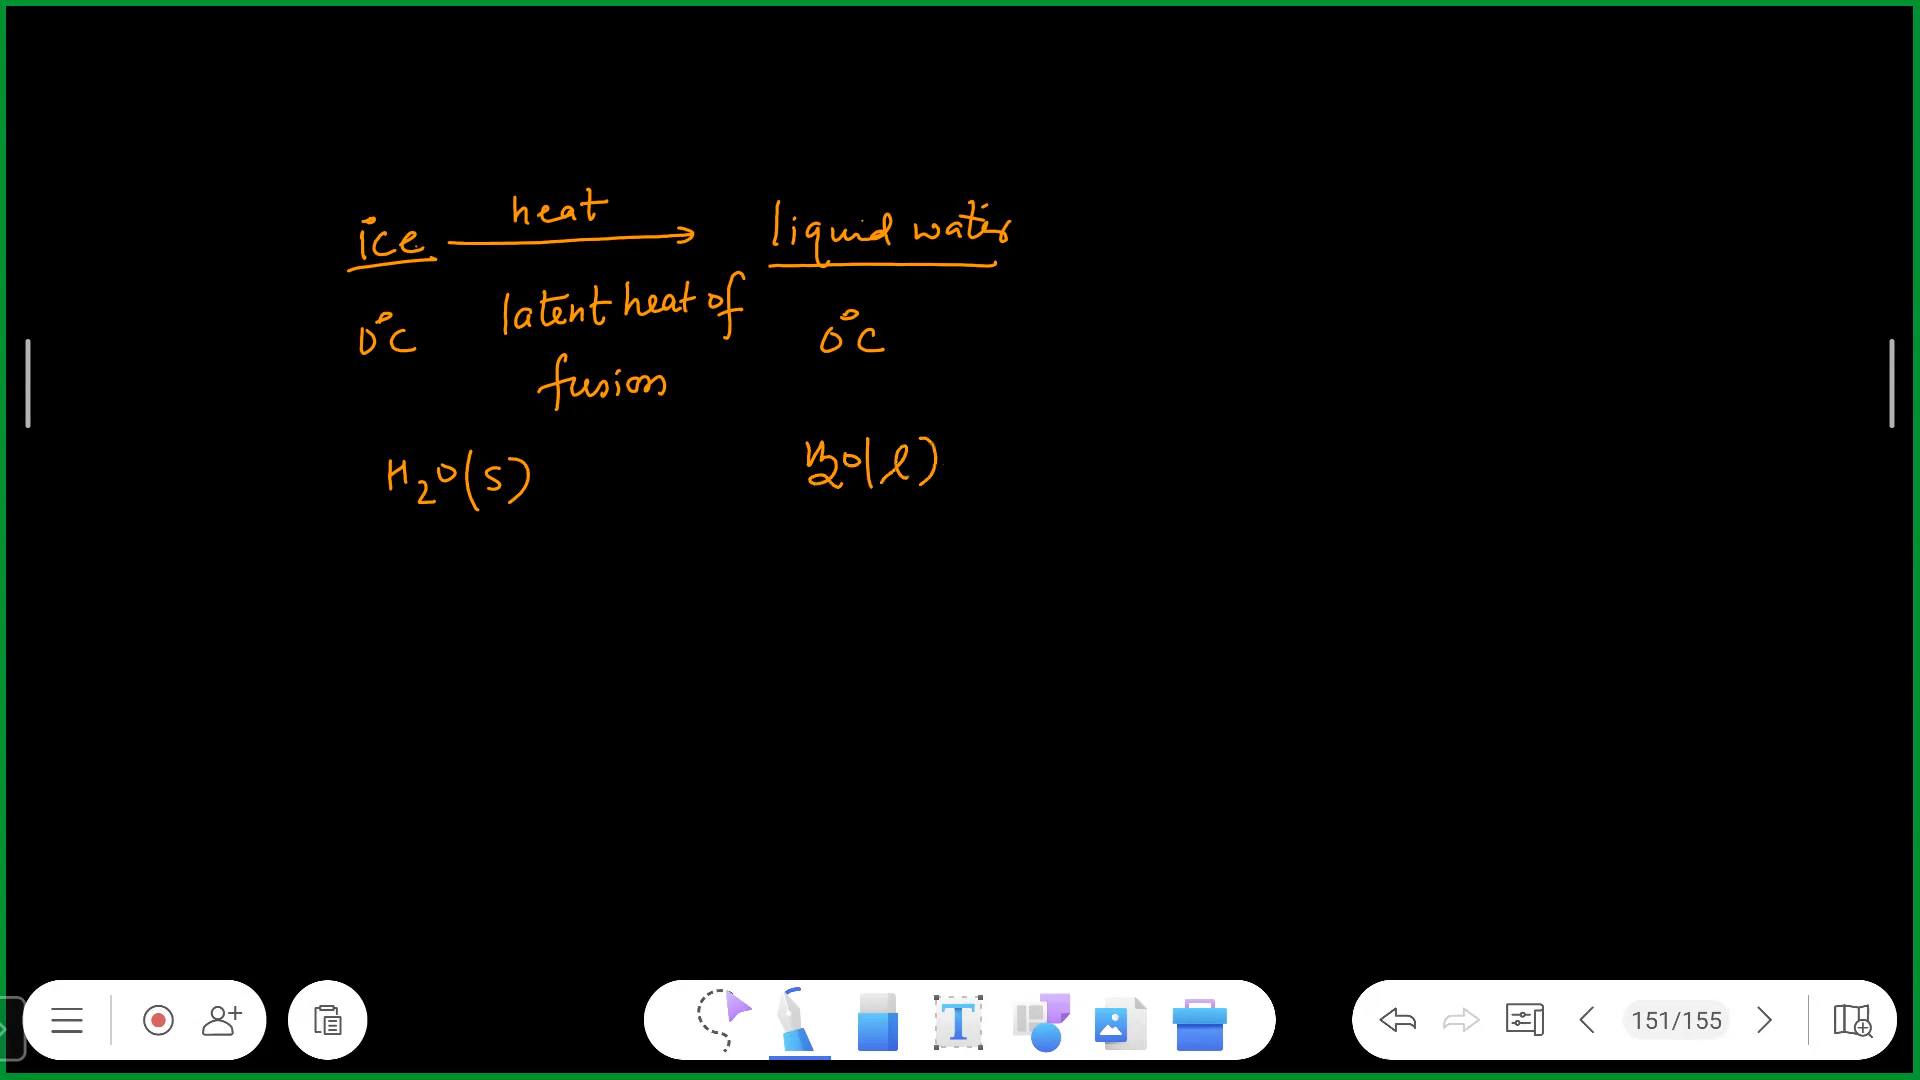 heat
ice → liquid water
latent heat of
0°C 0°C
fusion
H₂O(s) H₂O(l)
T
151/155